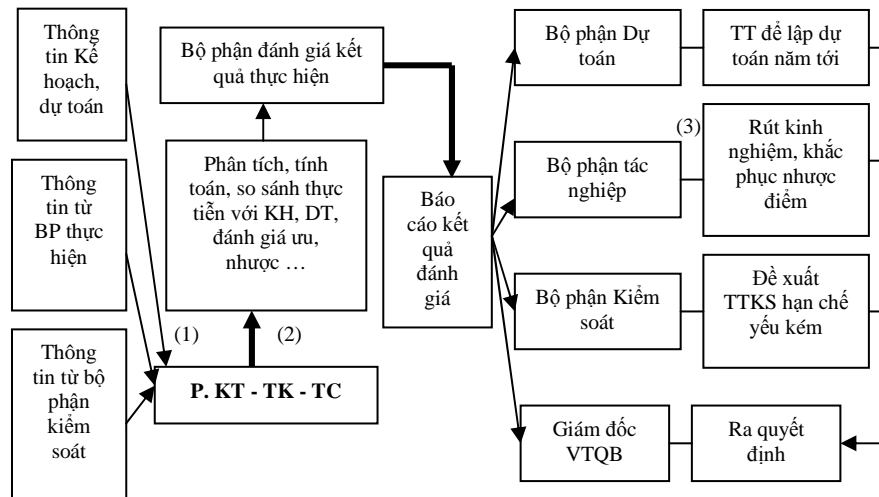 Thông
tin Kế
hoạch,
dự toán
Thông
tin từ
BP thực
hiện
Thông
tin từ bộ
phận
kiểm
soát
Bộ phận đánh giá kết
quả thực hiện
Phân tích, tính
toán, so sánh thực
tiễn với KH, DT,
đánh giá ưu,
nhược …
(1)
(2)
P. KT - TK - TC
Báo
cáo kết
quả
đánh
giá
Bộ phận Dự
toán
TT để lập dự
toán năm tới
Bộ phận tác
nghiệp
(3)
Rút kinh
nghiệm, khắc
phục nhược
điểm
Bộ phận Kiểm
soát
Đề xuất
TTKS hạn chế
yếu kém
Giám đốc
VTQB
Ra quyết
định